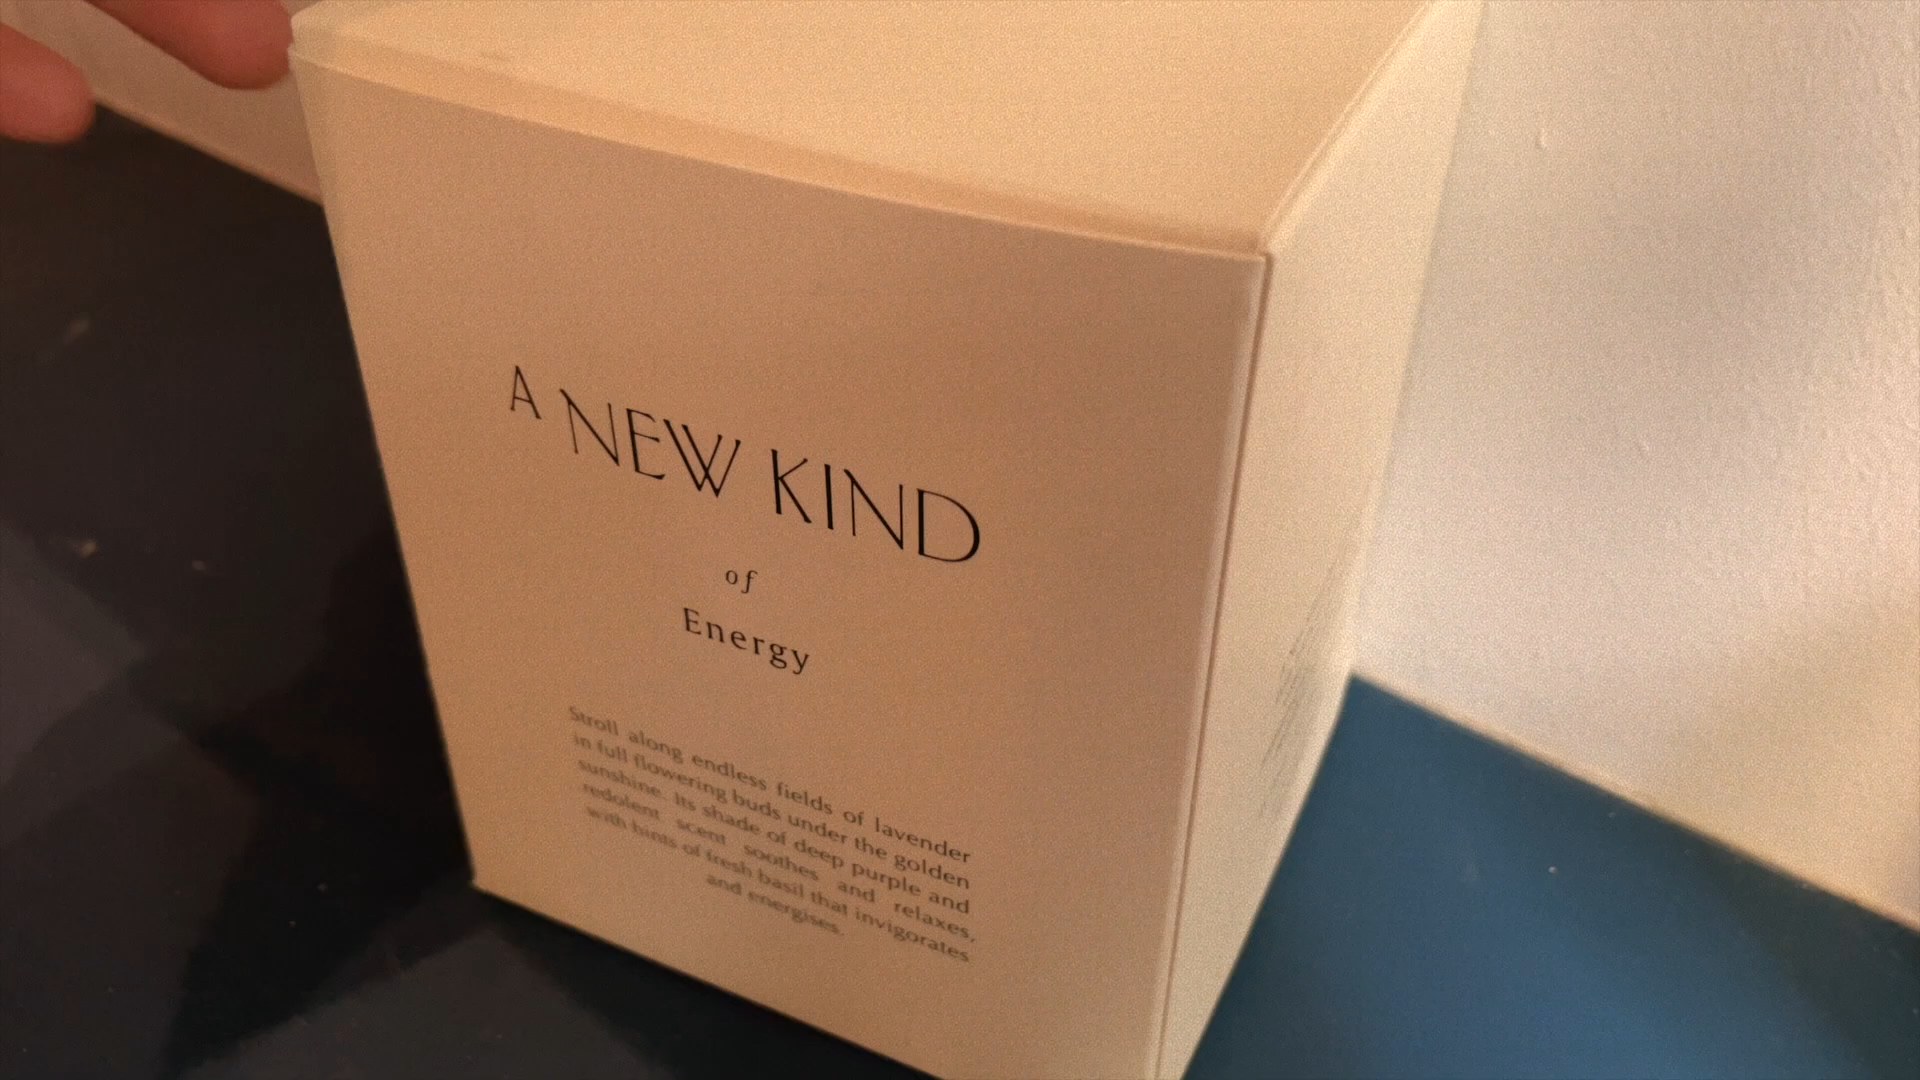 A NEW KIND
of
Energy
Stroll along endless fields of lavender
in full flowering buds under the golden
sunshine. Its shade of deep purple and
redolent scent soothes and relaxes,
with hints of fresh basil that invigorates
and energises.